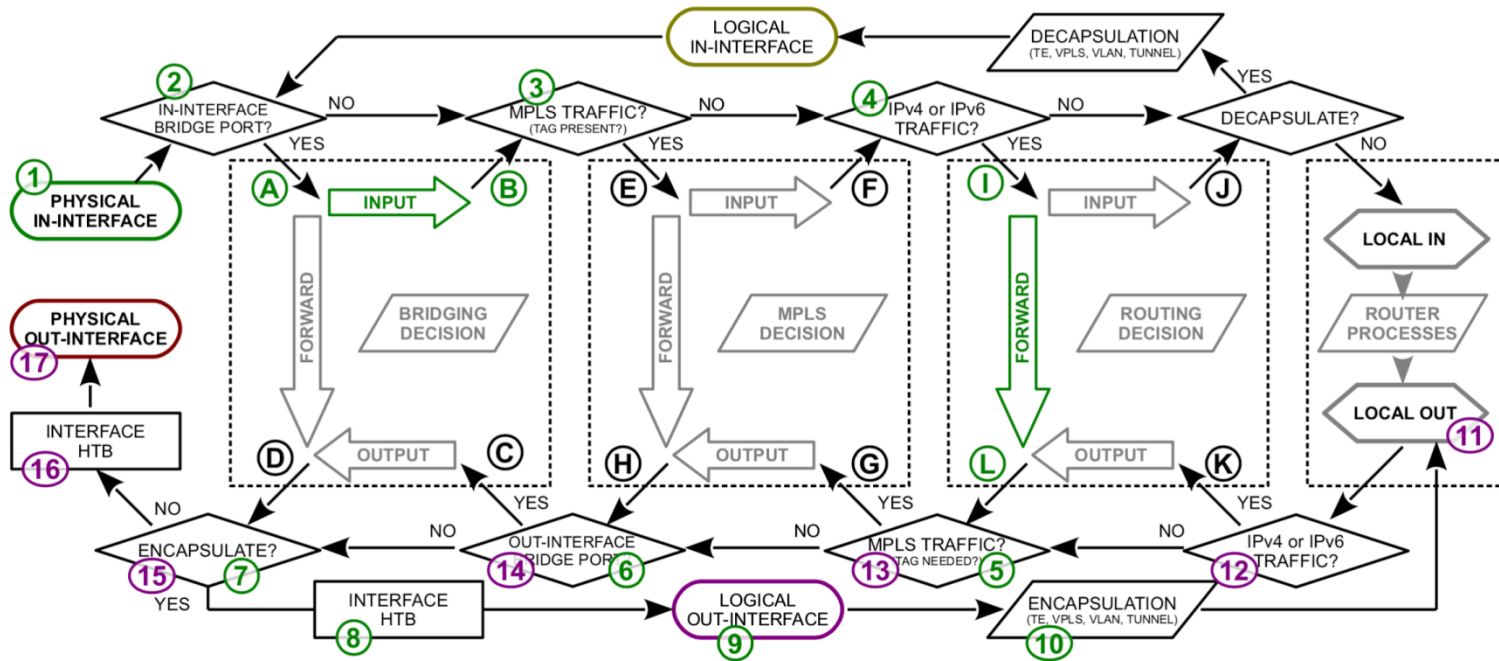 LOGICAL
IN-INTERFACE
DECAPSULATION
(TE, VPLS, VLAN, TUNNEL)
2
IN-INTERFACE
BRIDGE PORT?
NO
YES
3
MPLS TRAFFIC?
(TAG PRESENT?)
NO
YES
4
IPv4 or IPv6
TRAFFIC?
NO
YES
YES
DECAPSULATE?
NO
1
PHYSICAL
IN-INTERFACE
A
INPUT
B
E
INPUT
F
I
INPUT
J
LOCAL IN
FORWARD
BRIDGING
DECISION
FORWARD
MPLS
DECISION
FORWARD
ROUTING
DECISION
ROUTER
PROCESSES
PHYSICAL
OUT-INTERFACE
17
LOCAL OUT
11
INTERFACE
HTB
16
D
OUTPUT
C
H
OUTPUT
G
L
OUTPUT
K
NO
YES
NO
YES
NO
YES
NO
ENCAPSULATE?
15
7
YES
OUT-INTERFACE
BRIDGE PORT
14
6
MPLS TRAFFIC?
(TAG NEEDED?)
13
5
IPv4 or IPv6
TRAFFIC?
12
INTERFACE
HTB
8
LOGICAL
OUT-INTERFACE
9
ENCAPSULATION
(TE, VPLS, VLAN, TUNNEL)
10